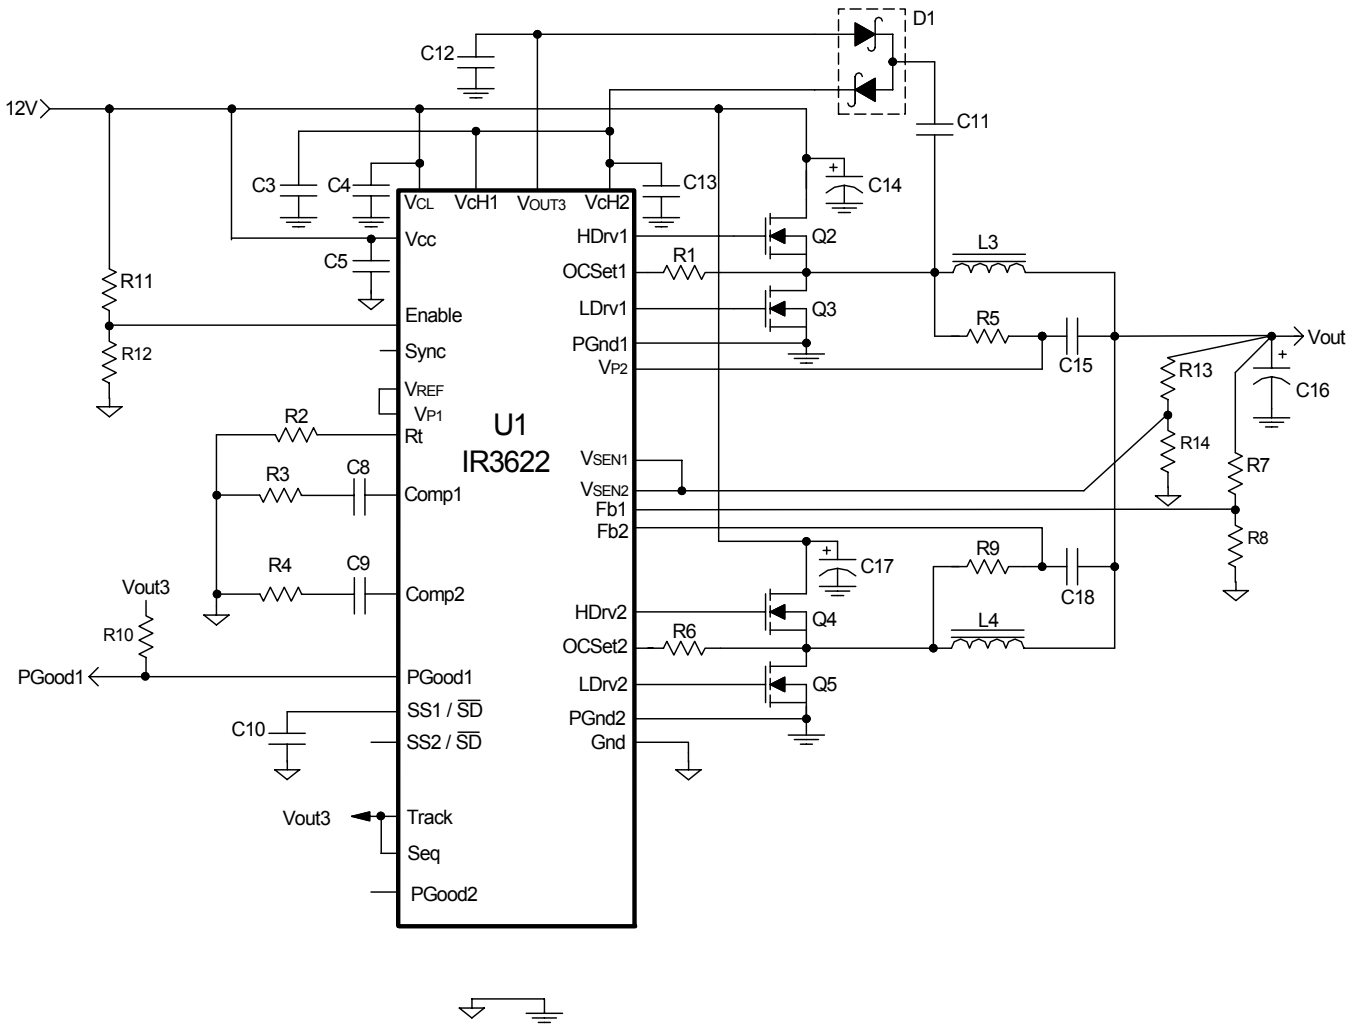 D1
C12
12V
C11
C3
C4
C13
C14
VCL
VcH1
VOUT3
VcH2
Vcc
HDrv1
Q2
L3
C5
OCSet1
R1
R11
Enable
LDrv1
Q3
R5
R12
Sync
PGnd1
C15
Vout
VP2
R13
+
C16
VREF
VP1
R2
Rt
U1
IR3622
R14
VSEN1
R3
C8
Comp1
VSEN2
R7
Fb1
Fb2
R8
R9
+
C17
R4
C9
Comp2
C18
Vout3
HDrv2
Q4
L4
R10
OCSet2
R6
PGood1
PGood1
LDrv2
Q5
SS1 / SD
PGnd2
C10
SS2 / SD
Gnd
Vout3
Track
Seq
PGood2
+